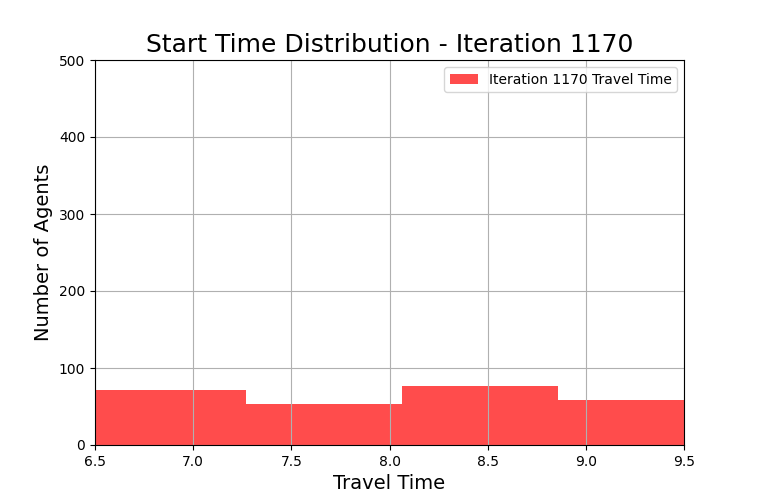 Start Time Distribution - Iteration 1170
500
400
300
200
100
0
Number of Agents
Iteration 1170 Travel Time
6.5 7.0 7.5 8.0 8.5 9.0 9.5
Travel Time